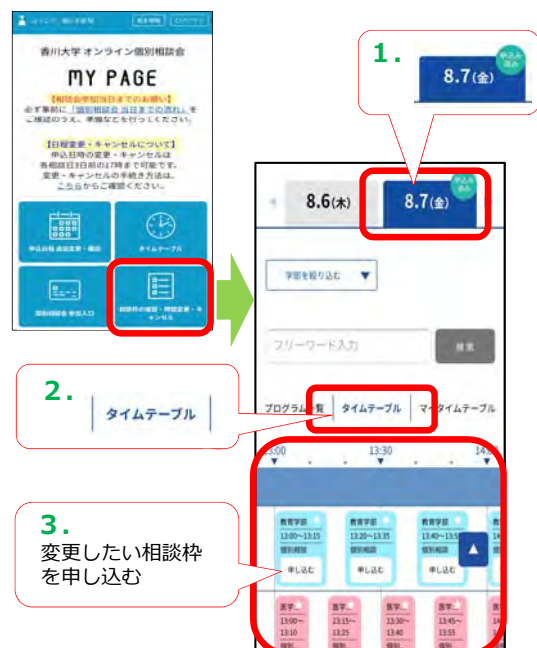 香川大学 オンライン個別相談会
MY PAGE
【相談会参加当日までのお願い】
必ず事前に「個別相談会 当日までの流れ」を
ご確認のうえ、準備などを行ってください。
【日程変更・キャンセルについて】
申込日時の変更・キャンセルは
各相談日3日前の17時まで可能です。
変更・キャンセルの手続き方法は、
こちらからご確認ください。
タイムテーブル
個別相談会 参加入口
1.
8.7(金)
申込み
済み
8.6(木)
8.7(金)
申込み
済み
学部を絞り込む ▼
フリーワード入力
検索
2.
タイムテーブル
プログラム一覧
タイムテーブル
マイタイムテーブル
13:00
13:30
3.
変更したい相談枠
を申し込む
教育学部
教育学部
教育学部
13:00~13:15
13:20~13:35
個別相談
個別相談
個別相談
申し込む
申し込む
申し込む
医学...
医学...
医学...
医学...
13:00~
13:15~
13:30~
13:45~
13:10
13:25
13:40
13:55